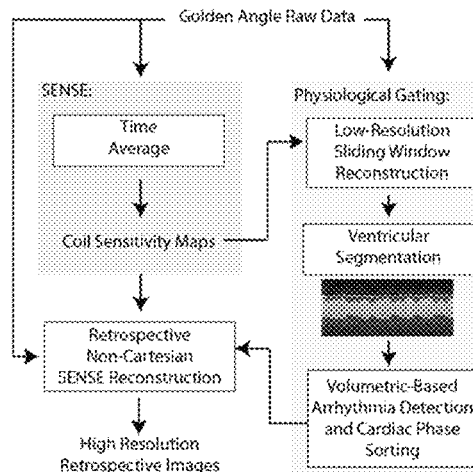 Golden Angle Raw Data
SENSE:
Time
Average
Coil Sensitivity Maps
Retrospective
Non-Cartesian
SENSE Reconstruction
High Resolution
Retrospective Images
Physiological Gating:
Low-Resolution
Sliding Window
Reconstruction
Ventricular
Segmentation
Volumetric-Based
Arrhythmia Detection
and Cardiac Phase
Sorting